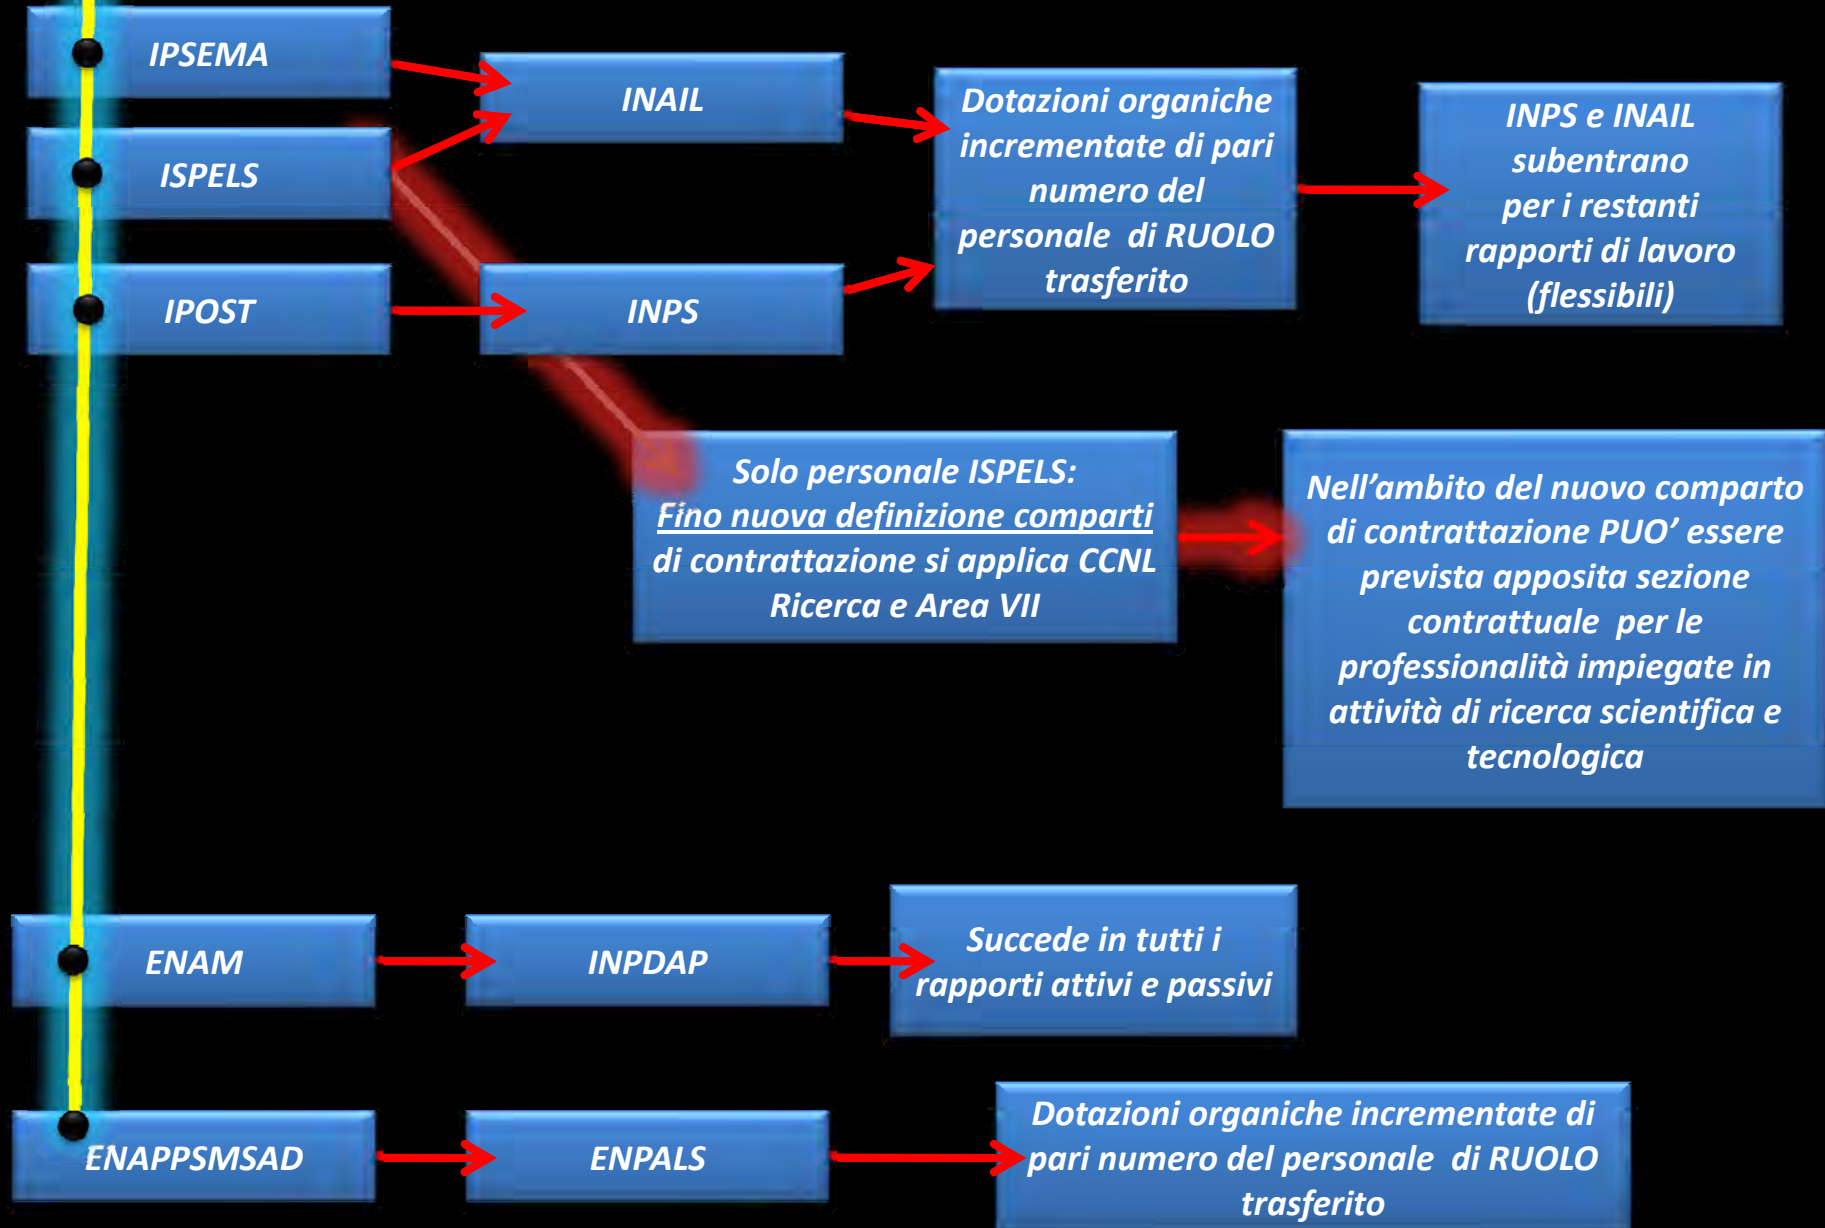 IPSEMA
INAIL
ISPELS
IPOST
INPS
Dotazioni organiche
incrementate di pari
numero del
personale di RUOLO
trasferito
INPS e INAIL
subentrano
per i restanti
rapporti di lavoro
(flessibili)
Solo personale ISPELS:
Fino nuova definizione comparti
di contrattazione si applica CCNL
Ricerca e Area VII
Nell’ambito del nuovo comparto
di contrattazione PUO’ essere
prevista apposita sezione
contrattuale per le
professionalità impiegate in
attività di ricerca scientifica e
tecnologica
ENAM
INPDAP
Succede in tutti i
rapporti attivi e passivi
ENAPPSMSAD
ENPALS
Dotazioni organiche incrementate di
pari numero del personale di RUOLO
trasferito